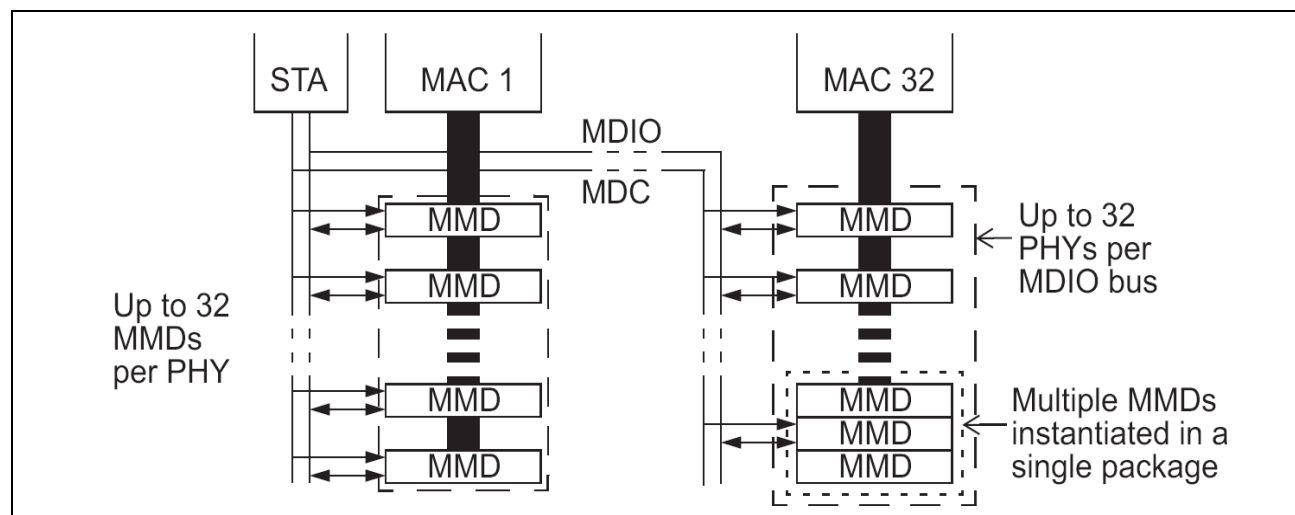 STA
MAC 1
MAC 32
MDIO
MDC
MMD
MMD
MMD
MMD
Up to 32
MMDs
per PHY
MMD
MMD
MMD
MMD
MMD
Up to 32
PHYs per
MDIO bus
Multiple MMDs
instantiated in a
single package